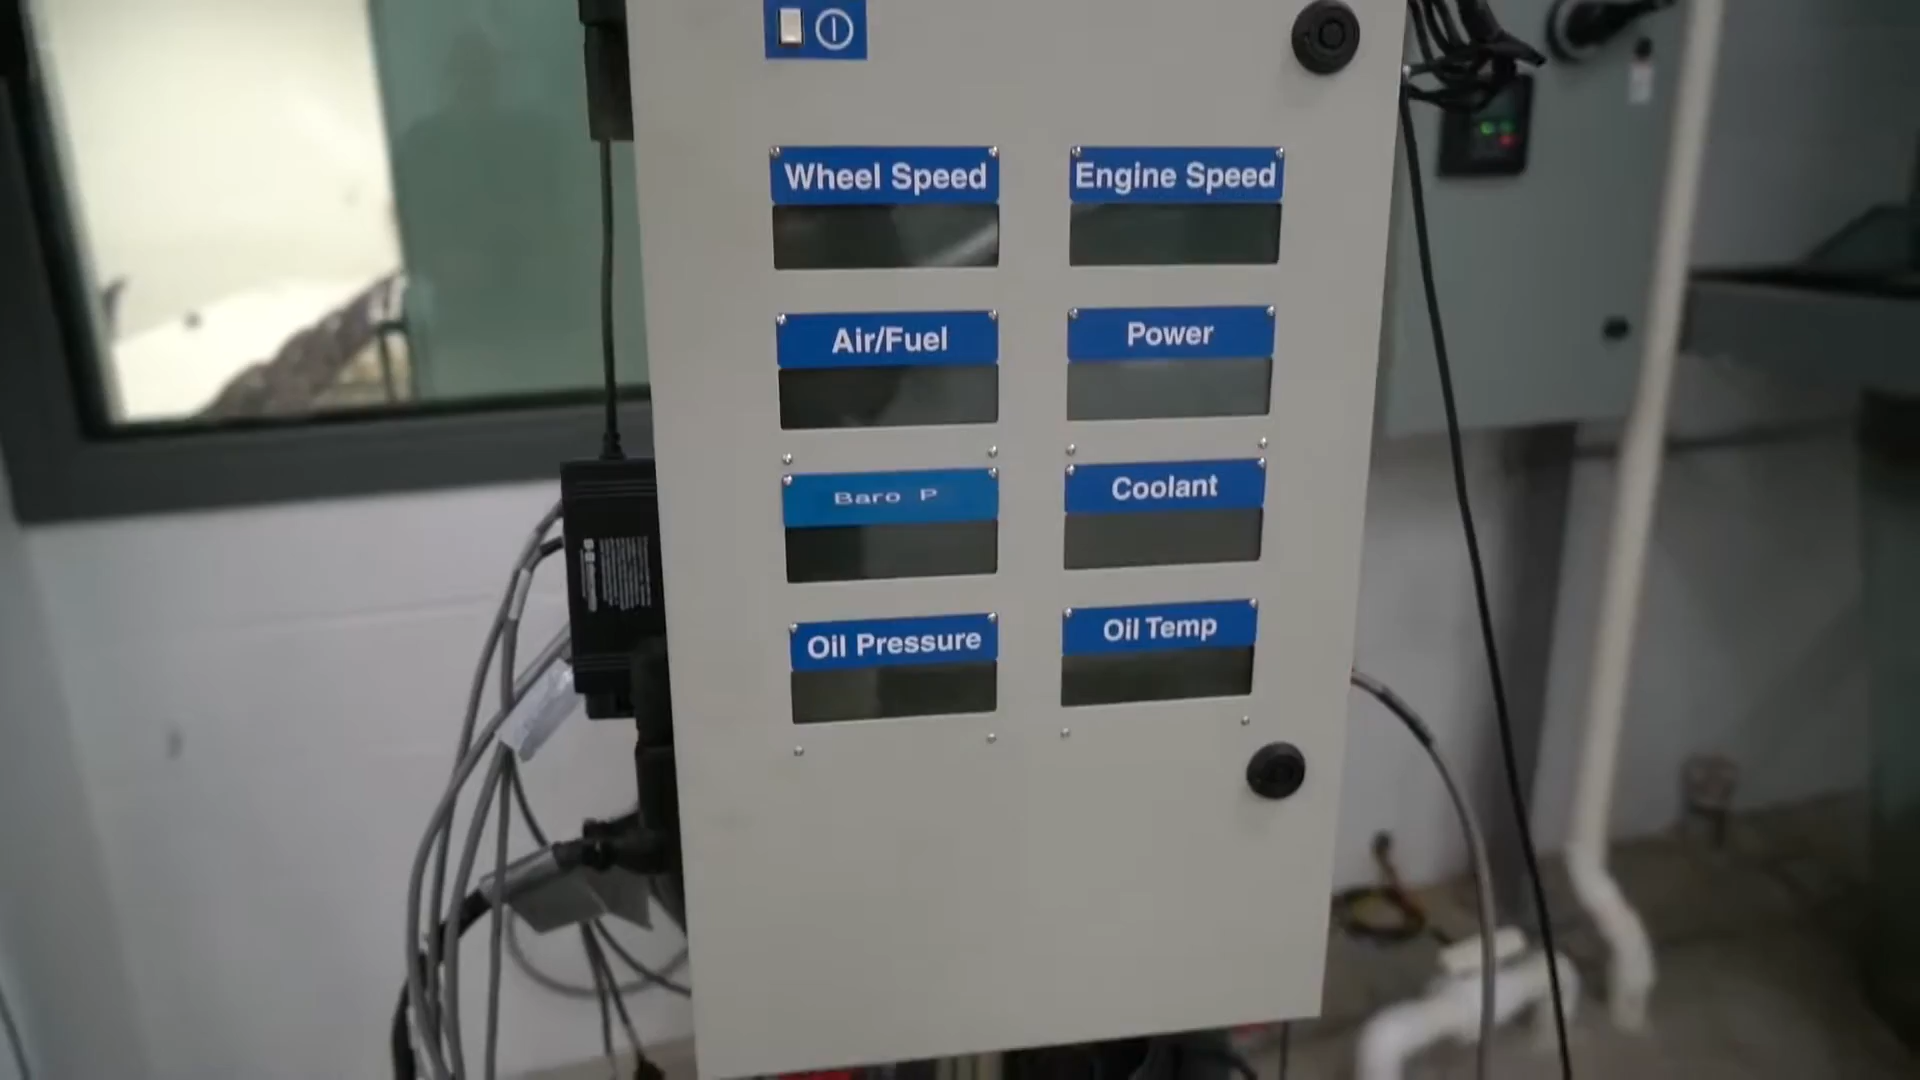 Wheel Speed
Engine Speed
Air/Fuel
Power
Baro P
Coolant
Oil Pressure
Oil Temp